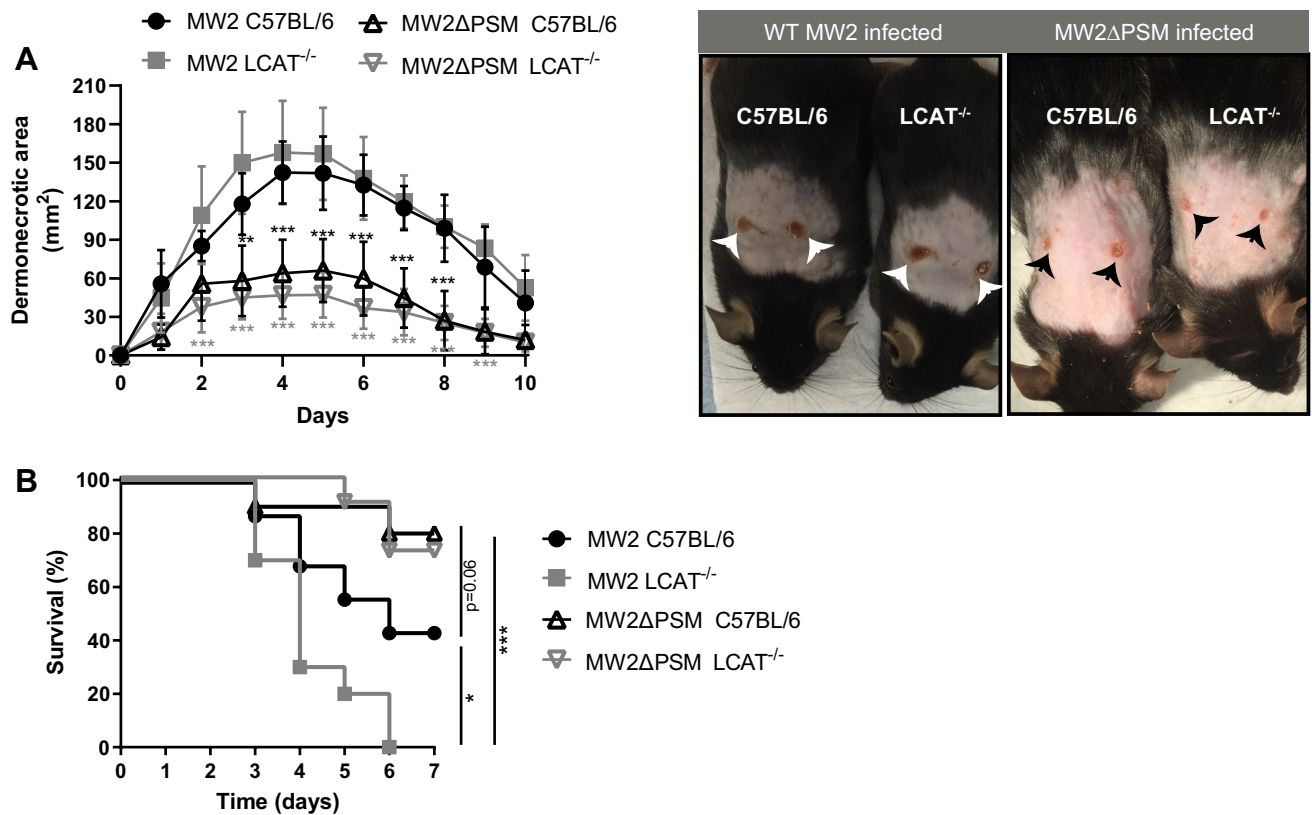 A
MW2 C57BL/6
MW2ΔPSM C57BL/6
MW2 LCAT-/-
MW2ΔPSM LCAT-/-
210
180
150
120
90
60
30
0
Dermonecrotic area
(mm2)
**
***
***
***
***
***
***
***
***
***
***
***
***
***
0 2 4 6 8 10
Days
WT MW2 infected
MW2ΔPSM infected
C57BL/6
LCAT-/-
C57BL/6
LCAT-/-
B
100
80
60
40
20
0
Survival (%)
0 1 2 3 4 5 6 7
Time (days)
p=0.06
*
***
MW2 C57BL/6
MW2 LCAT-/-
MW2ΔPSM C57BL/6
MW2ΔPSM LCAT-/-